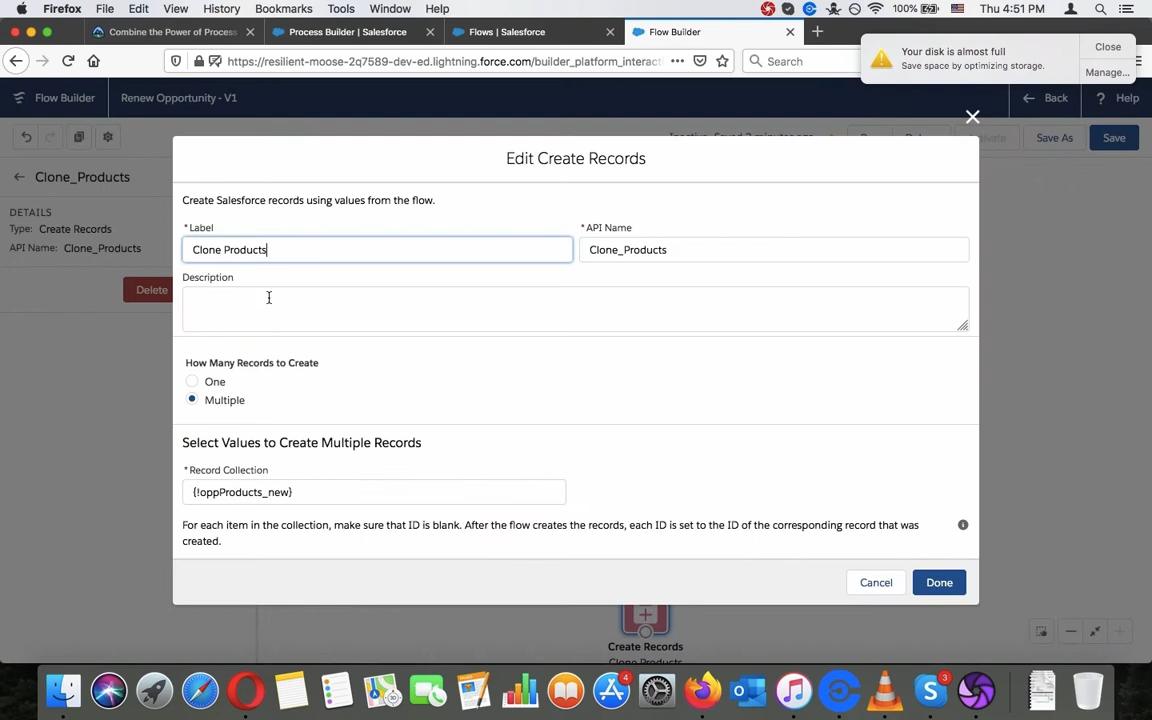 Firefox File Edit View History Bookmarks Tools Window Help 100% Thu 4:51 PM
Combine the Power of Process Process Builder | Salesforce Flows | Salesforce Flow Builder
Your disk is almost full
Save space by optimizing storage.
Close
Manage...
https://resilient-moose-2q7589-dev-ed.lightning.force.com/builder_platform_interact Search
Flow Builder Renew Opportunity - V1 Back Help
Save As Save
Clone_Products
DETAILS
Type: Create Records
API Name: Clone_Products
Delete
Edit Create Records
Create Salesforce records using values from the flow.
* Label
Clone Products
* API Name
Clone_Products
Description
How Many Records to Create
One
Multiple
Select Values to Create Multiple Records
* Record Collection
{!oppProducts_new}
For each item in the collection, make sure that ID is blank. After the flow creates the records, each ID is set to the ID of the corresponding record that was
created.
Cancel Done
Create Records
Clone Products
4
3